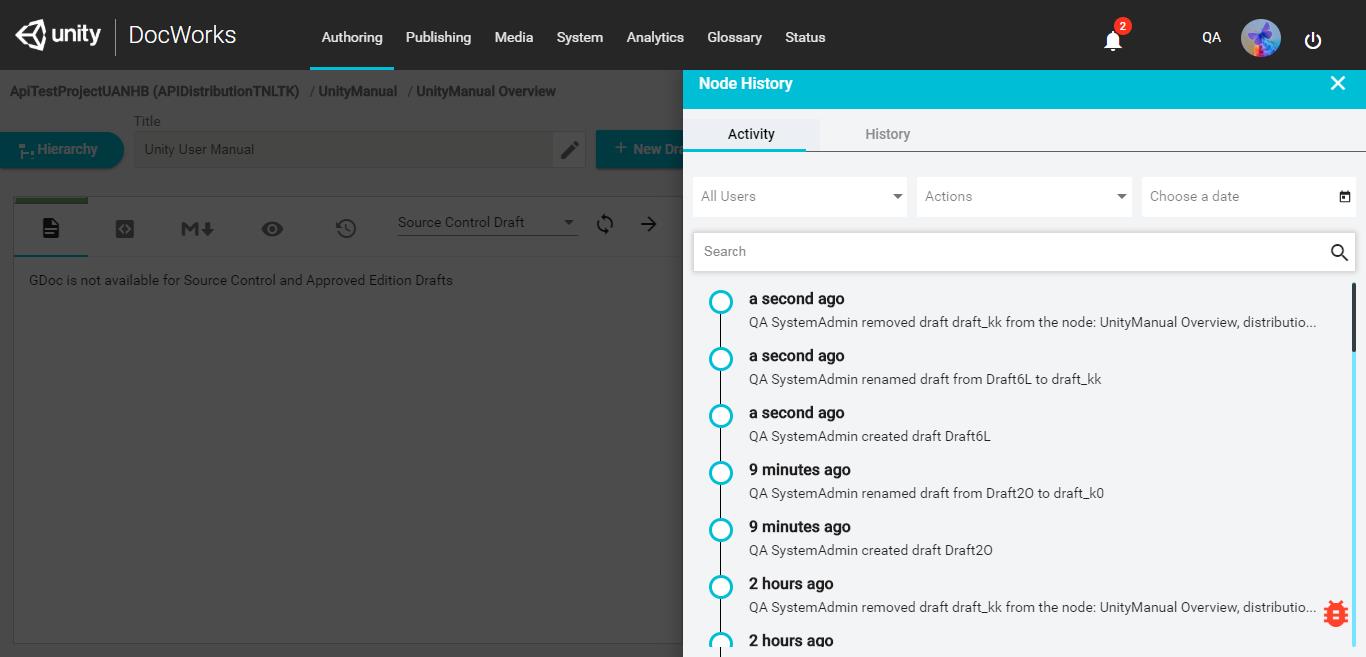 unity DocWorks Authoring Publishing Media System Analytics Glossary Status 2 QA
ApiTestProjectUANHB (APIDistributionTNLTK) / UnityManual / UnityManual Overview
Title
Hierarchy
Unity User Manual
+ New Dra
Source Control Draft
GDoc is not available for Source Control and Approved Edition Drafts
Node History
Activity History
All Users Actions Choose a date
Search
a second ago
QA SystemAdmin removed draft draft_kk from the node: UnityManual Overview, distributio...
a second ago
QA SystemAdmin renamed draft from Draft6L to draft_kk
a second ago
QA SystemAdmin created draft Draft6L
9 minutes ago
QA SystemAdmin renamed draft from Draft2O to draft_k0
9 minutes ago
QA SystemAdmin created draft Draft2O
2 hours ago
QA SystemAdmin removed draft draft_kk from the node: UnityManual Overview, distributio...
2 hours ago